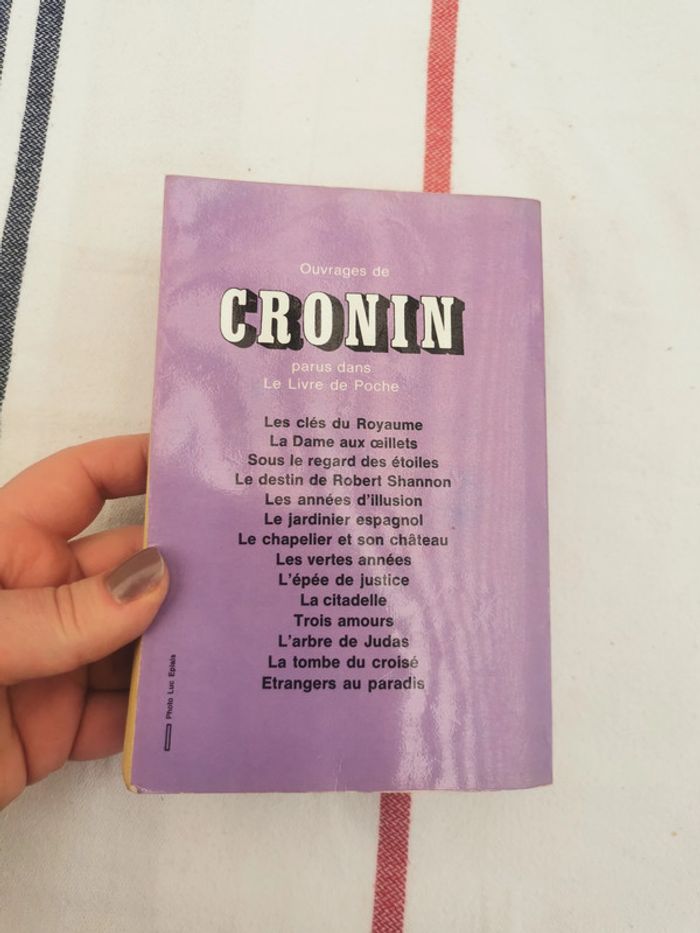 Ouvrages de
CRONIN
parus dans
Le Livre de Poche
Les clés du Royaume
La Dame aux œillets
Sous le regard des étoiles
Le destin de Robert Shannon
Les années d'illusion
Le jardinier espagnol
Le chapelier et son château
Les vertes années
L'épée de justice
La citadelle
Trois amours
L'arbre de Judas
La tombe du croisé
Etrangers au paradis
Photo Luc Eplais